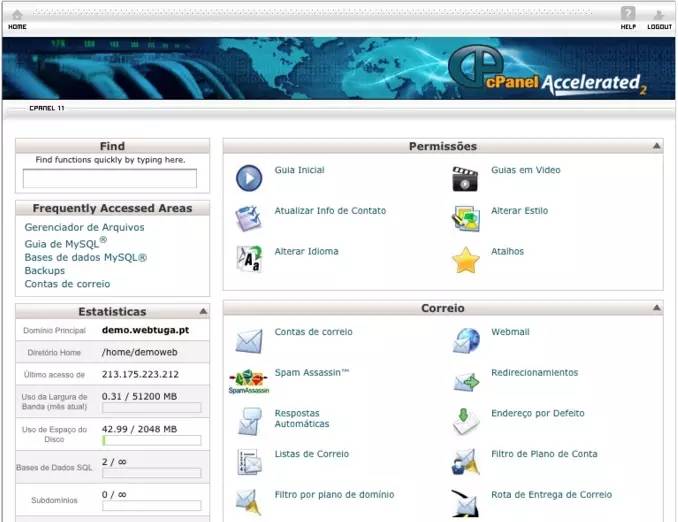 HOME
HELP
LOGOUT
cPanel Accelerated2
CPANEL 11
Find
Find functions quickly by typing here.
Frequently Accessed Areas
Gerenciador de Arquivos
Guia de MySQL®
Bases de dados MySQL®
Backups
Contas de correio
Estatisticas
Domínio Principal demo.webtuga.pt
Diretório Home /home/demoweb
Último acesso de 213.175.223.212
Uso da Largura de
Banda (mês atual)
0.31 / 51200 MB
Uso de Espaço do
Disco
42.99 / 2048 MB
Bases de Dados SQL 2 / ∞
Subdomínios 0 / ∞
Permissões
Guia Inicial
Guias em Video
Atualizar Info de Contato
Alterar Estilo
Alterar Idioma
Atalhos
Correio
Contas de correio
Webmail
Spam Assassin™
SpamAssassin
Redirecionamientos
Respostas
Automáticas
Endereço por Defeito
Listas de Correio
Filtro de Plano de Conta
Filtro por plano de domínio
Rota de Entrega de Correio